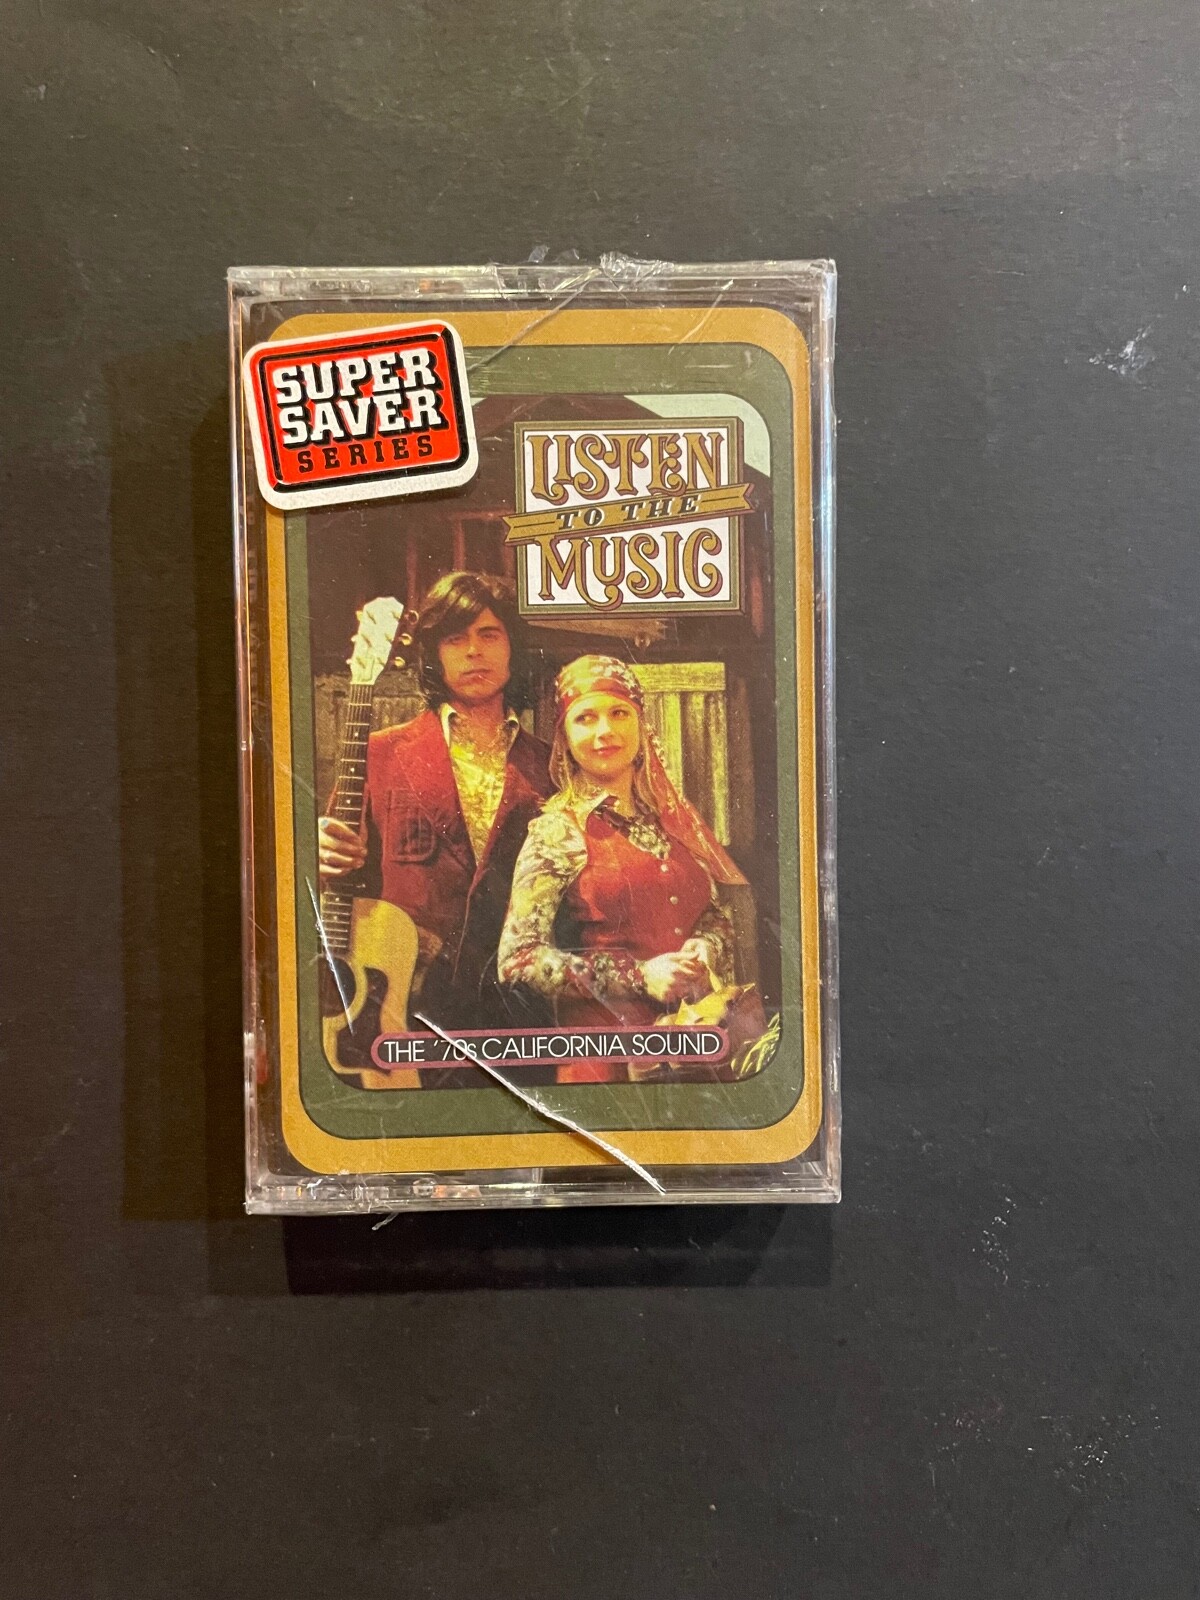 SUPER
SAVER
SERIES
LISTEN
TO THE
MUSIC
THE '70s CALIFORNIA SOUND